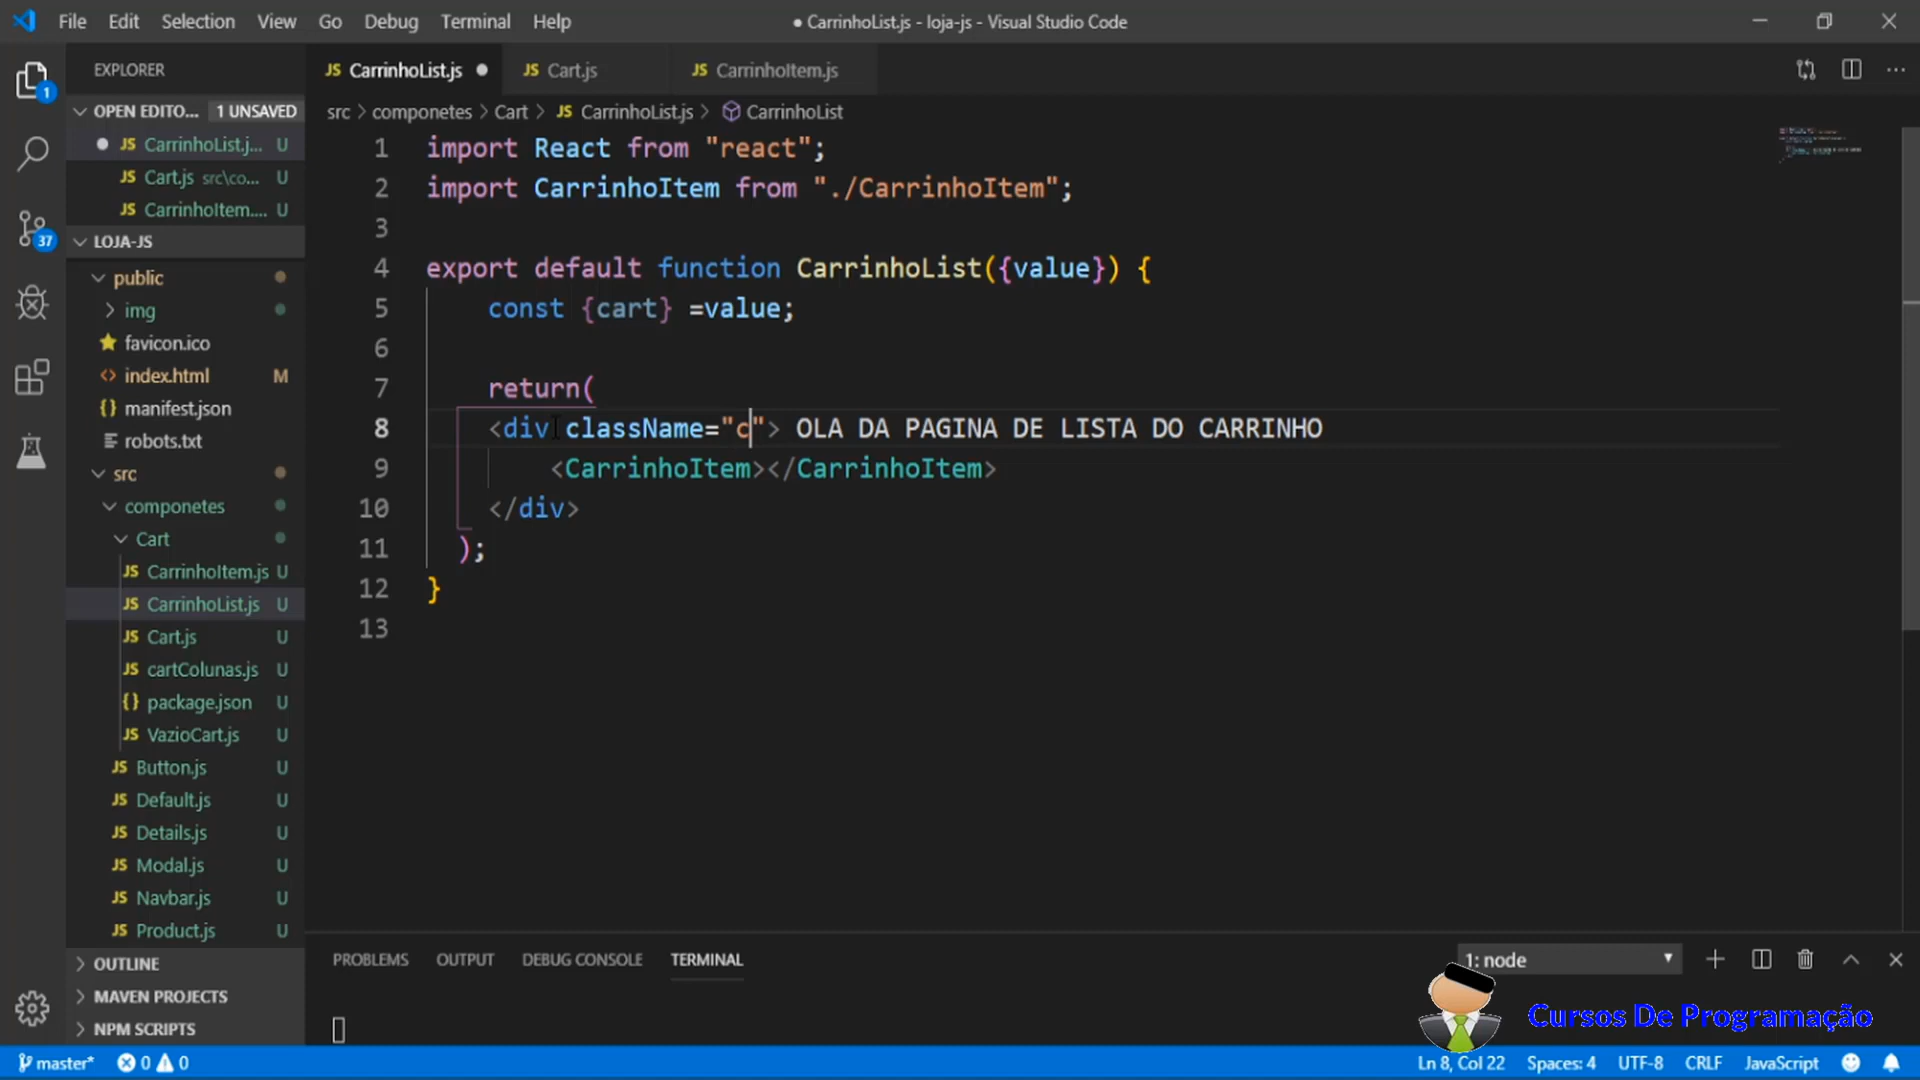 File Edit Selection View Go Debug Terminal Help ● CarrinhoList.js - loja-js - Visual Studio Code
EXPLORER
OPEN EDITO... 1 UNSAVED
JS CarrinhoList.j... U
JS Cart.js src\co... U
JS CarrinhoItem.... U
LOJA-JS
public
img
favicon.ico
index.html M
manifest.json
robots.txt
src
componetes
Cart
JS CarrinhoItem.js U
JS CarrinhoList.js U
JS Cart.js U
JS cartColunas.js U
{} package.json U
JS VazioCart.js U
JS Button.js U
JS Default.js U
JS Details.js U
JS Modal.js U
JS Navbar.js U
JS Product.js U
OUTLINE
MAVEN PROJECTS
NPM SCRIPTS
1
37
JS CarrinhoList.js ● JS Cart.js JS CarrinhoItem.js
src > componetes > Cart > JS CarrinhoList.js > CarrinhoList
1 import React from "react";
2 import CarrinhoItem from "./CarrinhoItem";
3
4 export default function CarrinhoList({value}) {
5 const {cart} =value;
6
7 return(
8 <div className="c"> OLA DA PAGINA DE LISTA DO CARRINHO
9 <CarrinhoItem></CarrinhoItem>
10 </div>
11 );
12 }
13
PROBLEMS OUTPUT DEBUG CONSOLE TERMINAL 1: node
Cursos De Programação
master* 0 0 Ln 8, Col 22 Spaces: 4 UTF-8 CRLF JavaScript